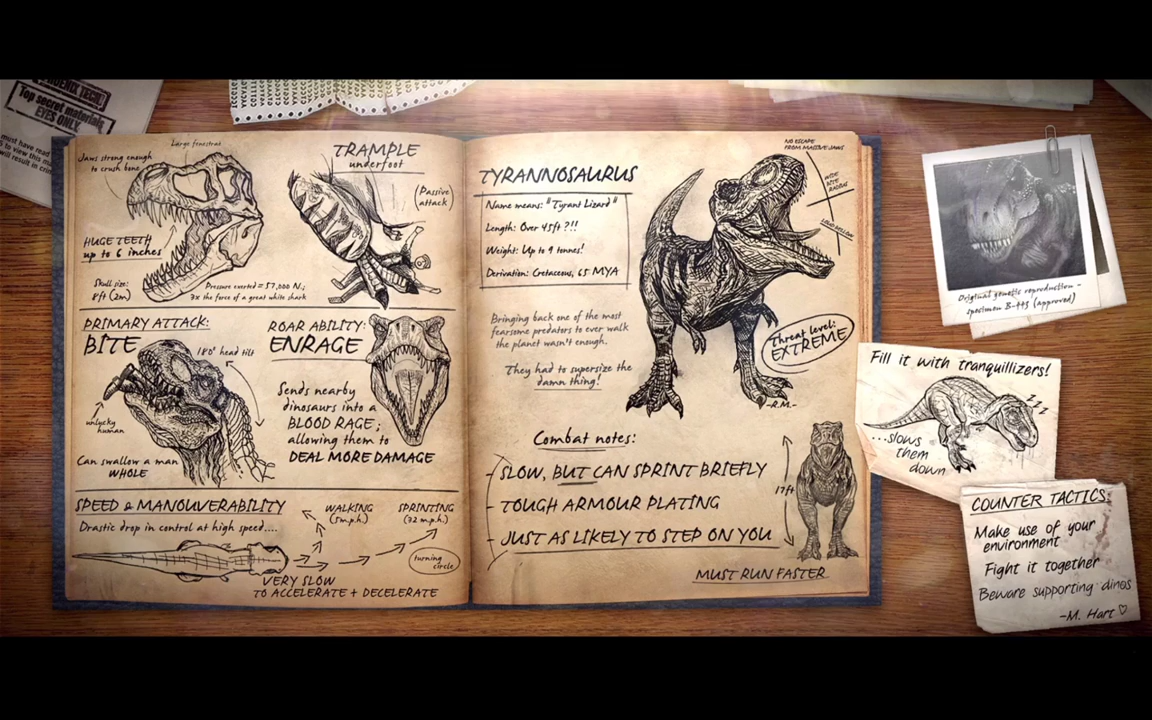 Top secret materials
EYES ONLY.
Jaws strong enough
to crush bone
Large fenestrae
HUGE TEETH
up to 6 inches
Skull size:
8ft (2m)
Pressure exerted = 57,000 N.;
3x the force of a great white shark
TRAMPLE
underfoot
(Passive
attack)
PRIMARY ATTACK:
BITE
180° head tilt
unlucky
human
Can swallow a man
WHOLE
ROAR ABILITY:
ENRAGE
Sends nearby
dinosaurs into a
BLOOD RAGE;
allowing them to
DEAL MORE DAMAGE
SPEED & MANOUVERABILITY
Drastic drop in control at high speed....
WALKING
(5m.p.h.)
SPRINTING
(32 m.p.h.)
turning
circle
VERY SLOW
TO ACCELERATE + DECELERATE
TYRANNOSAURUS
Name means: "Tyrant Lizard"
Length: Over 45ft ?!!
Weight: Up to 9 tonnes!
Derivation: Cretaceous, 65 MYA
NO ESCAPE
FROM MASSIVE JAWS
WIDE
BITE
RADIUS
Bringing back one of the most
fearsome predators to ever walk
the planet wasn't enough.
They had to supersize the
damn thing!
Threat level:
EXTREME
-R.M.-
Combat notes:
- SLOW, BUT CAN SPRINT BRIEFLY
- TOUGH ARMOUR PLATING
- JUST AS LIKELY TO STEP ON YOU
17ft
MUST RUN FASTER
Original genetic reproduction -
specimen B-443 (approved)
Fill it with tranquillizers!
zzz
...slows
them
down
COUNTER TACTICS:
Make use of your
environment
Fight it together
Beware supporting dinos
-M. Hart ♡